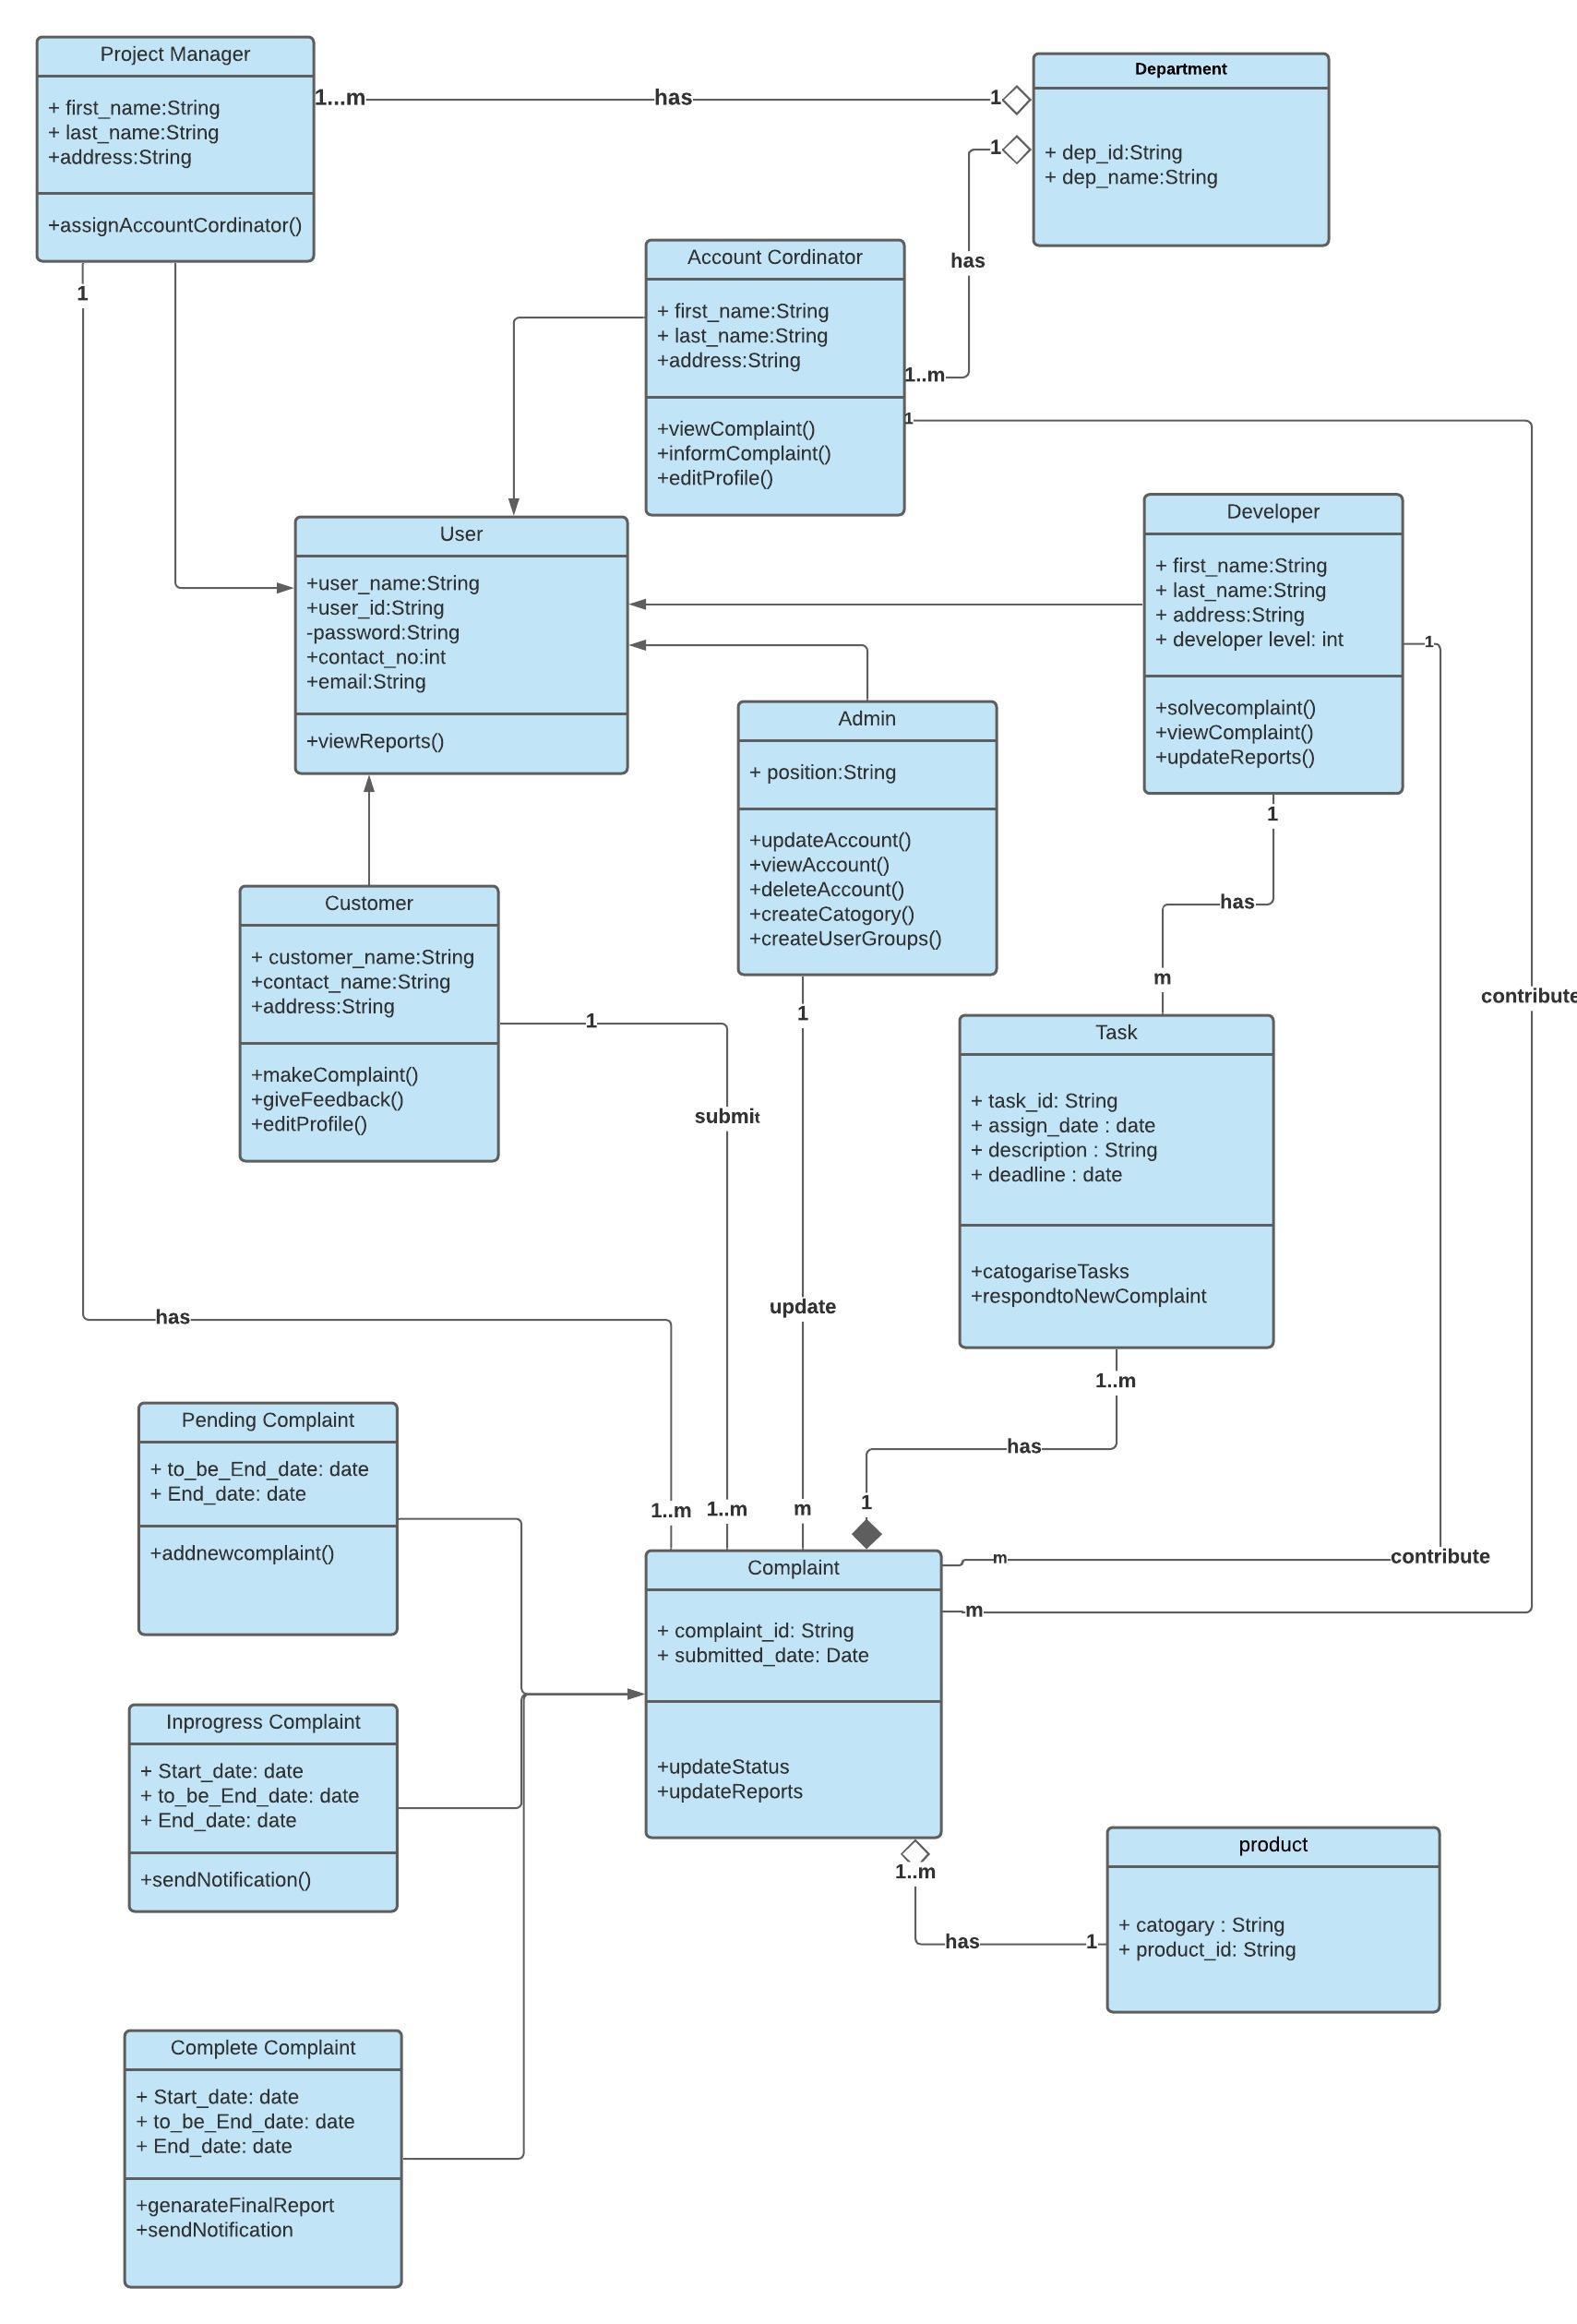 Project Manager
+ first_name:String
+ last_name:String
+address:String
+assignAccountCordinator()
1...m
has
1
Department
+ dep_id:String
+ dep_name:String
1
has
1..m
Account Cordinator
+ first_name:String
+ last_name:String
+address:String
+viewComplaint()
+informComplaint()
+editProfile()
1
1
User
+user_name:String
+user_id:String
-password:String
+contact_no:int
+email:String
+viewReports()
Developer
+ first_name:String
+ last_name:String
+ address:String
+ developer level: int
+solvecomplaint()
+viewComplaint()
+updateReports()
1
1
has
m
Admin
+ position:String
+updateAccount()
+viewAccount()
+deleteAccount()
+createCatogory()
+createUserGroups()
1
Customer
+ customer_name:String
+contact_name:String
+address:String
+makeComplaint()
+giveFeedback()
+editProfile()
1
submit
contribute
Task
+ task_id: String
+ assign_date : date
+ description : String
+ deadline : date
+catogariseTasks
+respondtoNewComplaint
update
has
1..m
has
1
Pending Complaint
+ to_be_End_date: date
+ End_date: date
+addnewcomplaint()
1..m
1..m
m
Complaint
+ complaint_id: String
+ submitted_date: Date
+updateStatus
+updateReports
m
contribute
m
Inprogress Complaint
+ Start_date: date
+ to_be_End_date: date
+ End_date: date
+sendNotification()
1..m
has
1
product
+ catogary : String
+ product_id: String
Complete Complaint
+ Start_date: date
+ to_be_End_date: date
+ End_date: date
+genarateFinalReport
+sendNotification